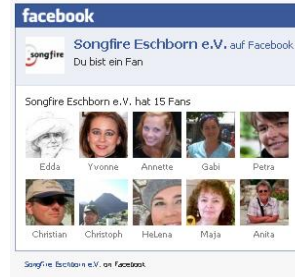 facebook
songfire
Songfire Eschborn e.V. auf Facebook
Du bist ein Fan
Songfire Eschborn e.V. hat 15 Fans
Edda Yvonne Annette Gabi Petra
Christian Christoph HeLena Maja Anita
Songfire Eschborn e.V. on Facebook